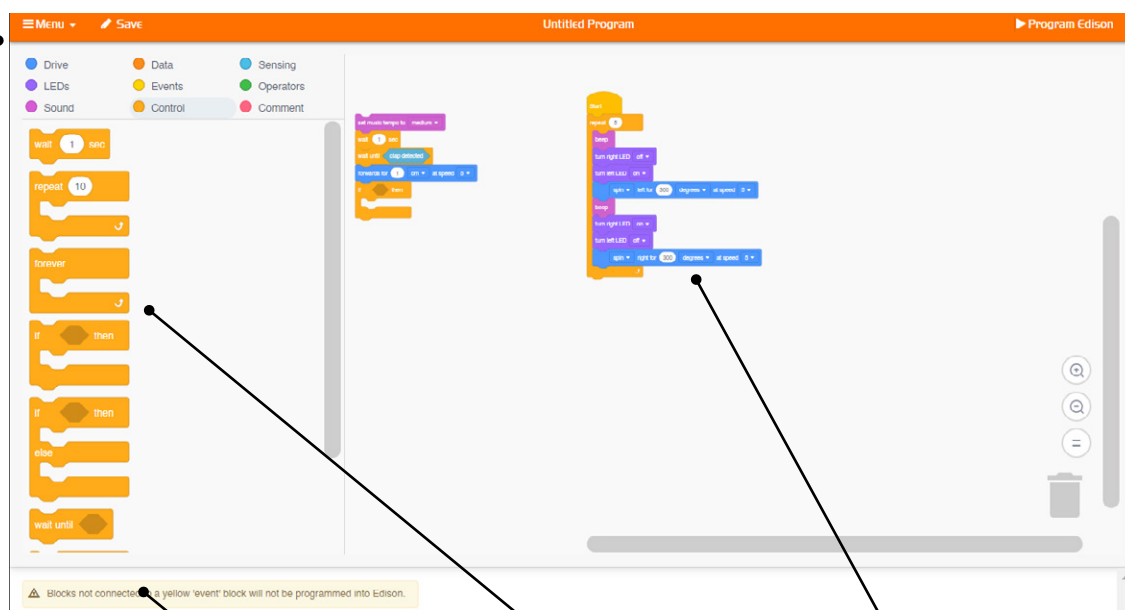 Menu Save Untitled Program Program Edison
Drive Data Sensing
LEDs Events Operators
Sound Control Comment
wait 1 sec
repeat 10
forever
if then
if then
else
wait until
set music tempo to medium
wait 1 sec
wait until clap detected
forwards for 1 cm at speed 5
if then
Start
repeat
beep
turn right LED off
turn left LED on
spin left for 300 degrees at speed 5
beep
turn right LED on
turn left LED off
spin right for 300 degrees at speed 5
Blocks not connected a yellow 'event' block will not be programmed into Edison.